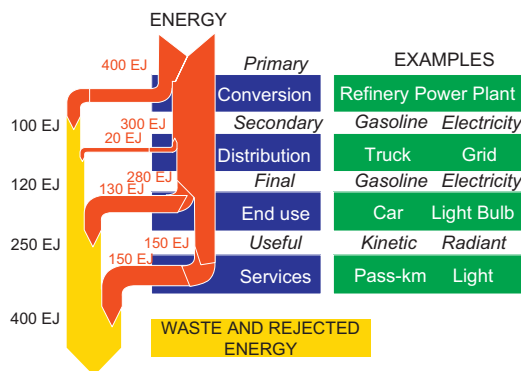 ENERGY
400 EJ Primary EXAMPLES
Conversion Refinery Power Plant
100 EJ 300 EJ Secondary Gasoline Electricity
20 EJ Distribution Truck Grid
120 EJ 280 EJ Final Gasoline Electricity
130 EJ End use Car Light Bulb
250 EJ 150 EJ Useful Kinetic Radiant
150 EJ Services Pass-km Light
400 EJ
WASTE AND REJECTED
ENERGY